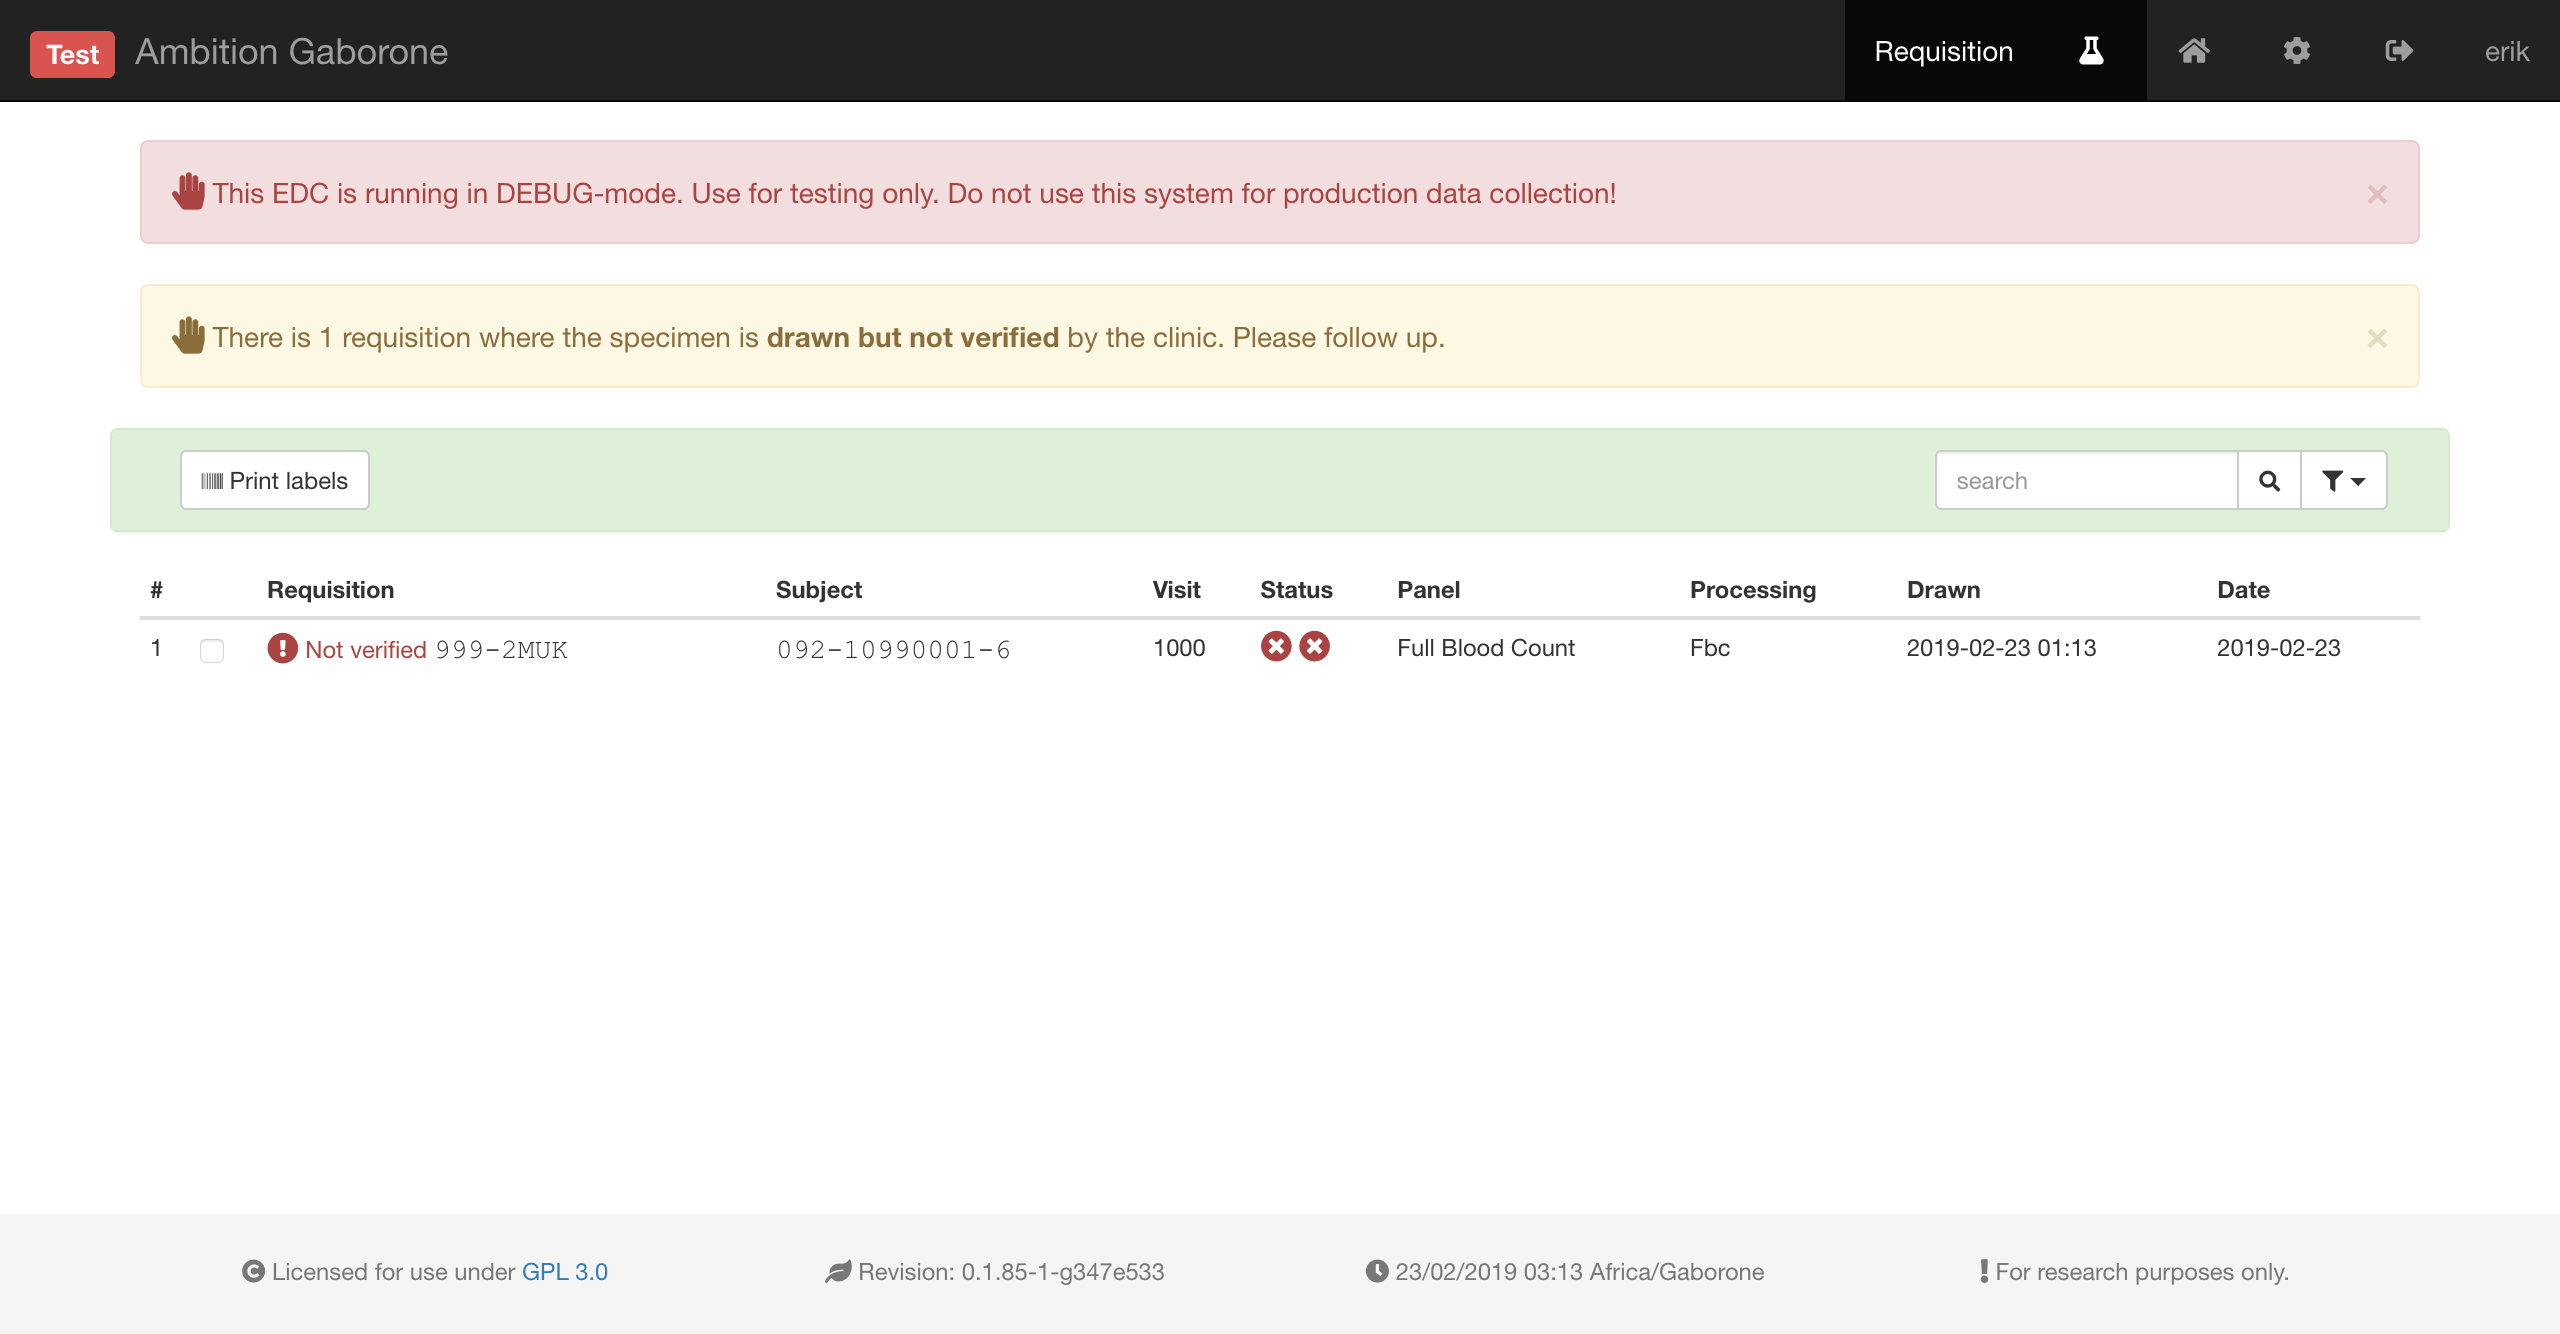 Test Ambition Gaborone Requisition erik
This EDC is running in DEBUG-mode. Use for testing only. Do not use this system for production data collection! ×
There is 1 requisition where the specimen is drawn but not verified by the clinic. Please follow up. ×
Print labels search
# Requisition Subject Visit Status Panel Processing Drawn Date
1 Not verified 999-2MUK 092-10990001-6 1000 Full Blood Count Fbc 2019-02-23 01:13 2019-02-23
Licensed for use under GPL 3.0 Revision: 0.1.85-1-g347e533 23/02/2019 03:13 Africa/Gaborone For research purposes only.